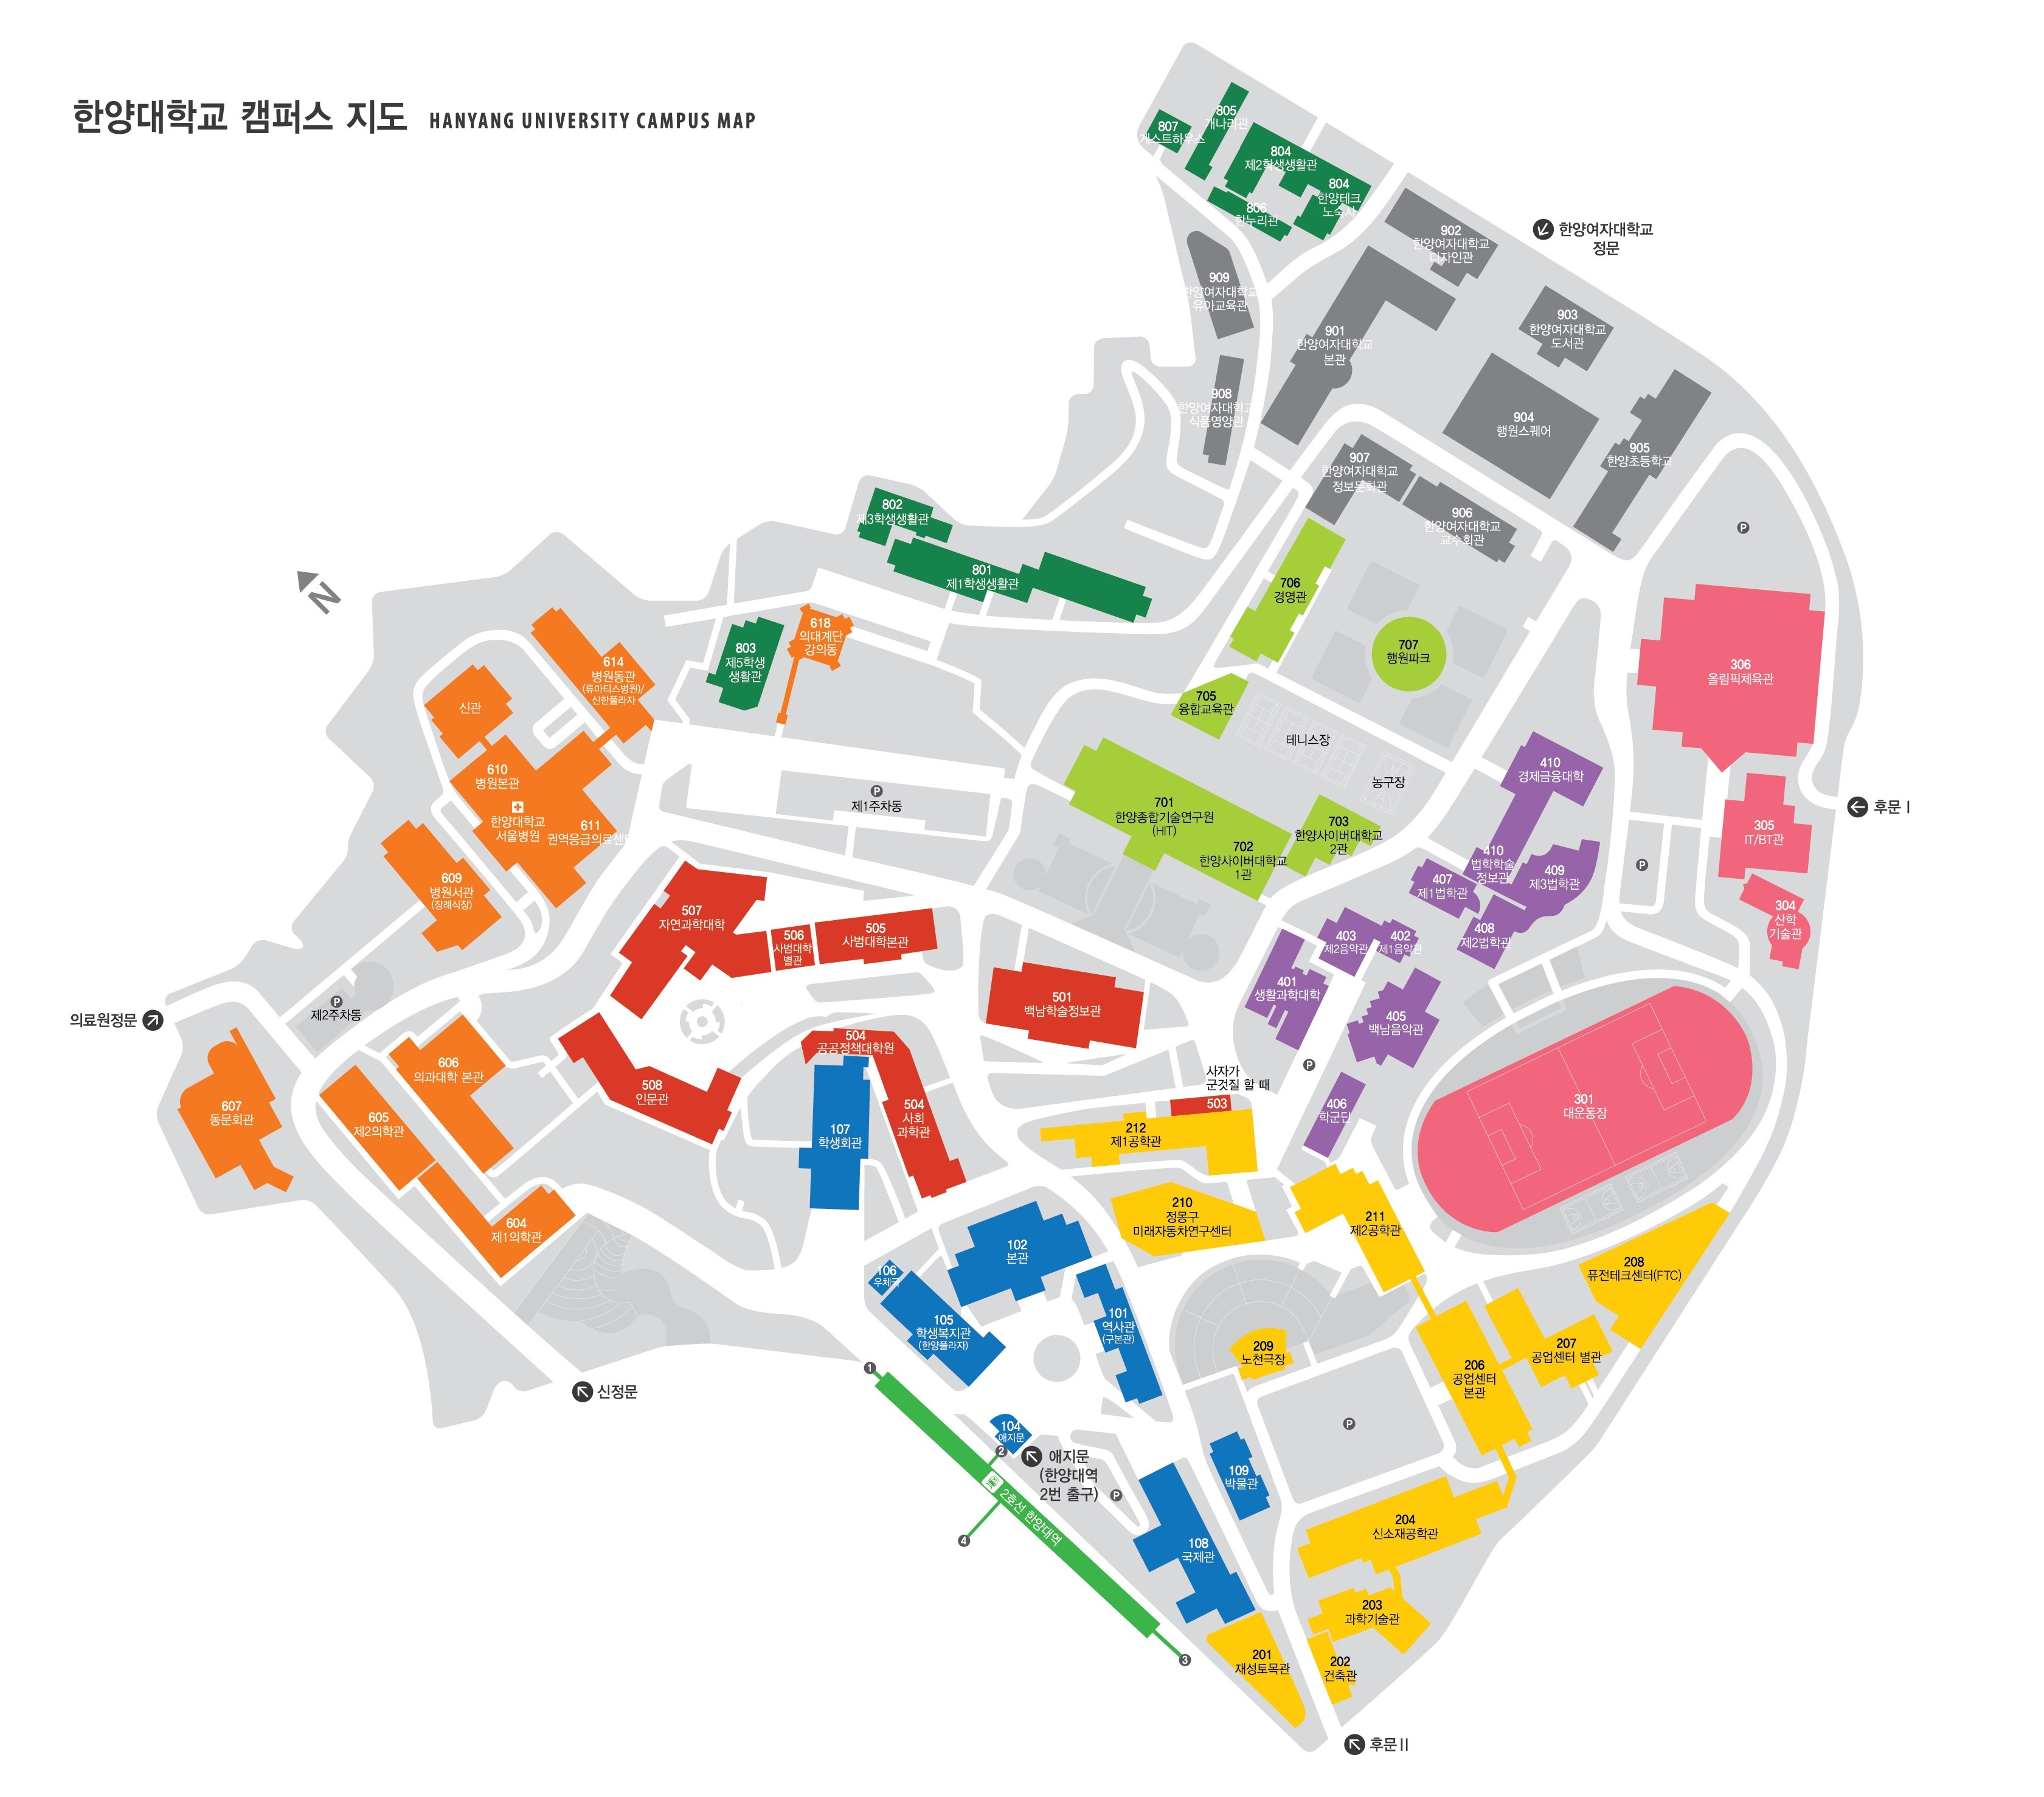 한양대학교 캠퍼스 지도 HANYANG UNIVERSITY CAMPUS MAP
807
게스트하우스
805
개나리관
804
제2학생생활관
804
한양테크
노숙사
806
한누리관
902
한양여자대학교
디자인관
한양여자대학교
정문
909
한양여자대학교
유아교육관
901
한양여자대학교
본관
903
한양여자대학교
도서관
908
한양여자대학교
식품영양관
904
행원스퀘어
905
한양초등학교
907
한양여자대학교
정보문화관
906
한양여자대학교
교수회관
P
802
제3학생생활관
801
제1학생생활관
N
706
경영관
707
행원파크
618
의대계단
강의동
803
제5학생
생활관
614
병원동관
(류마티스병원)/
신한플라자
신관
306
올림픽체육관
705
융합교육관
테니스장
농구장
610
병원본관
한양대학교
서울병원
611
권역응급의료센터
P
제1주차동
701
한양종합기술연구원
(HIT)
702
한양사이버대학교
1관
703
한양사이버대학교
2관
410
경제금융대학
후문 I
305
IT/BT관
P
410
법학학술
정보관
409
제3법학관
407
제1법학관
408
제2법학관
304
산학
기술관
609
병원서관
(장례식장)
507
자연과학대학
506
사범대학
별관
505
사범대학본관
403
제2음악관
402
제1음악관
401
생활과학대학
405
백남음악관
501
백남학술정보관
의료원정문
P
제2주차동
504
공공정책대학원
606
의과대학 본관
607
동문회관
605
제2의학관
508
인문관
107
학생회관
504
사회
과학관
사자가
군것질 할 때
503
P
406
학군단
301
대운동장
212
제1공학관
604
제1의학관
210
정몽구
미래자동차연구센터
211
제2공학관
102
본관
106
우체국
105
학생복지관
(한양플라자)
101
역사관
(구본관)
208
퓨전테크센터(FTC)
209
노천극장
207
공업센터 별관
206
공업센터
본관
1
신정문
104
애지문
2
애지문
(한양대역
2번 출구)
P
P
109
박물관
2호선 한양대역
4
204
신소재공학관
108
국제관
203
과학기술관
3
201
재성토목관
202
건축관
후문 II